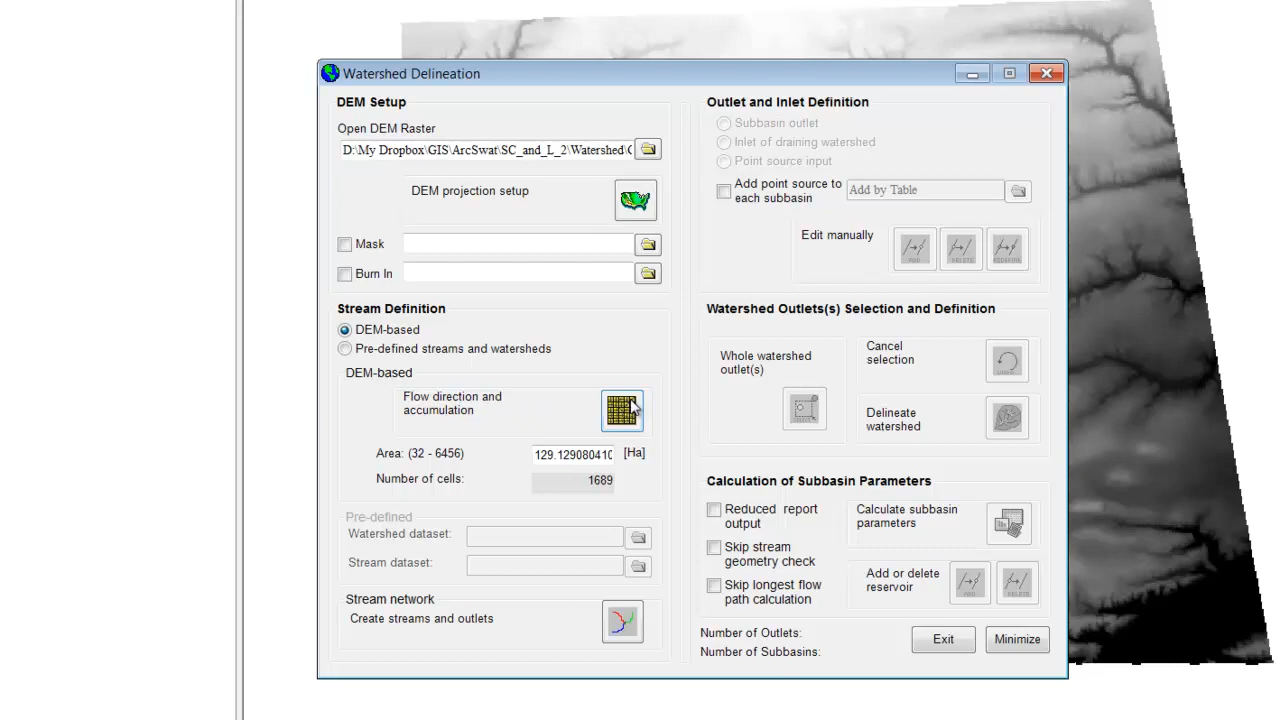 Watershed Delineation
DEM Setup
Open DEM Raster
D:\My Dropbox\GIS\ArcSwat\SC_and_L_2\Watershed\
DEM projection setup
Mask
Burn In
Stream Definition
DEM-based
Pre-defined streams and watersheds
DEM-based
Flow direction and
accumulation
Area: (32 - 6456)
129.129080410
[Ha]
Number of cells:
1689
Pre-defined
Watershed dataset:
Stream dataset:
Stream network
Create streams and outlets
Outlet and Inlet Definition
Subbasin outlet
Inlet of draining watershed
Point source input
Add point source to
each subbasin
Add by Table
Edit manually
ADD
DELETE
REDEFINE
Watershed Outlets(s) Selection and Definition
Whole watershed
outlet(s)
Cancel
selection
Delineate
watershed
Calculation of Subbasin Parameters
Reduced report
output
Skip stream
geometry check
Skip longest flow
path calculation
Calculate subbasin
parameters
Add or delete
reservoir
ADD
DELETE
Number of Outlets:
Number of Subbasins:
Exit
Minimize